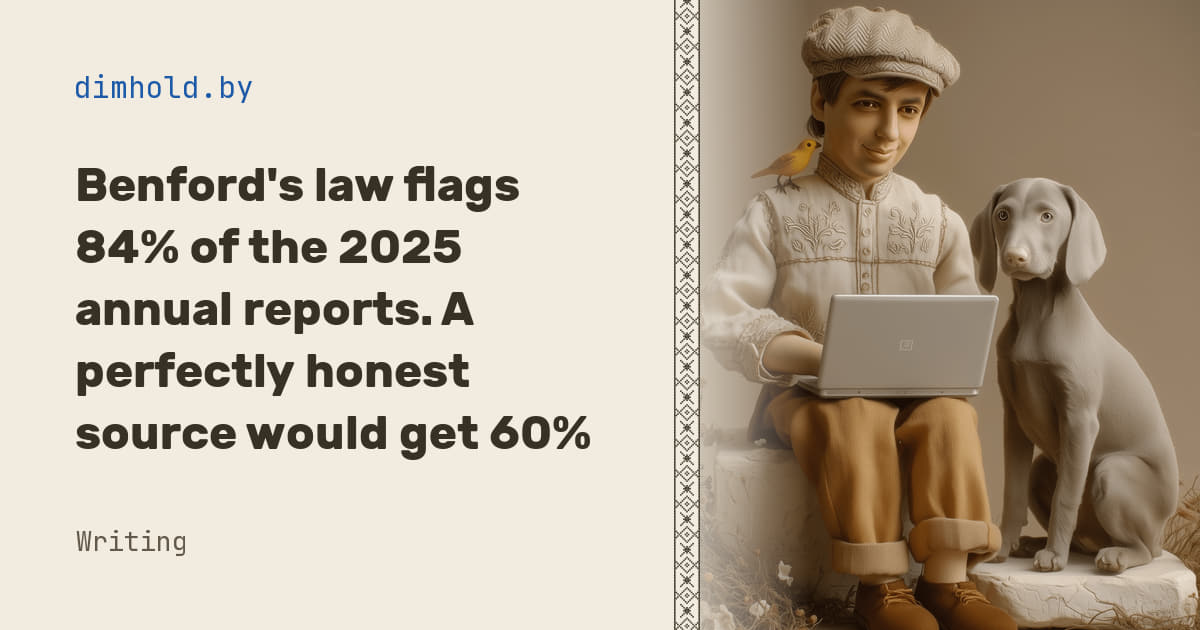 dimhold.by
Benford's law flags
84% of the 2025
annual reports. A
perfectly honest
source would get 60%
Writing